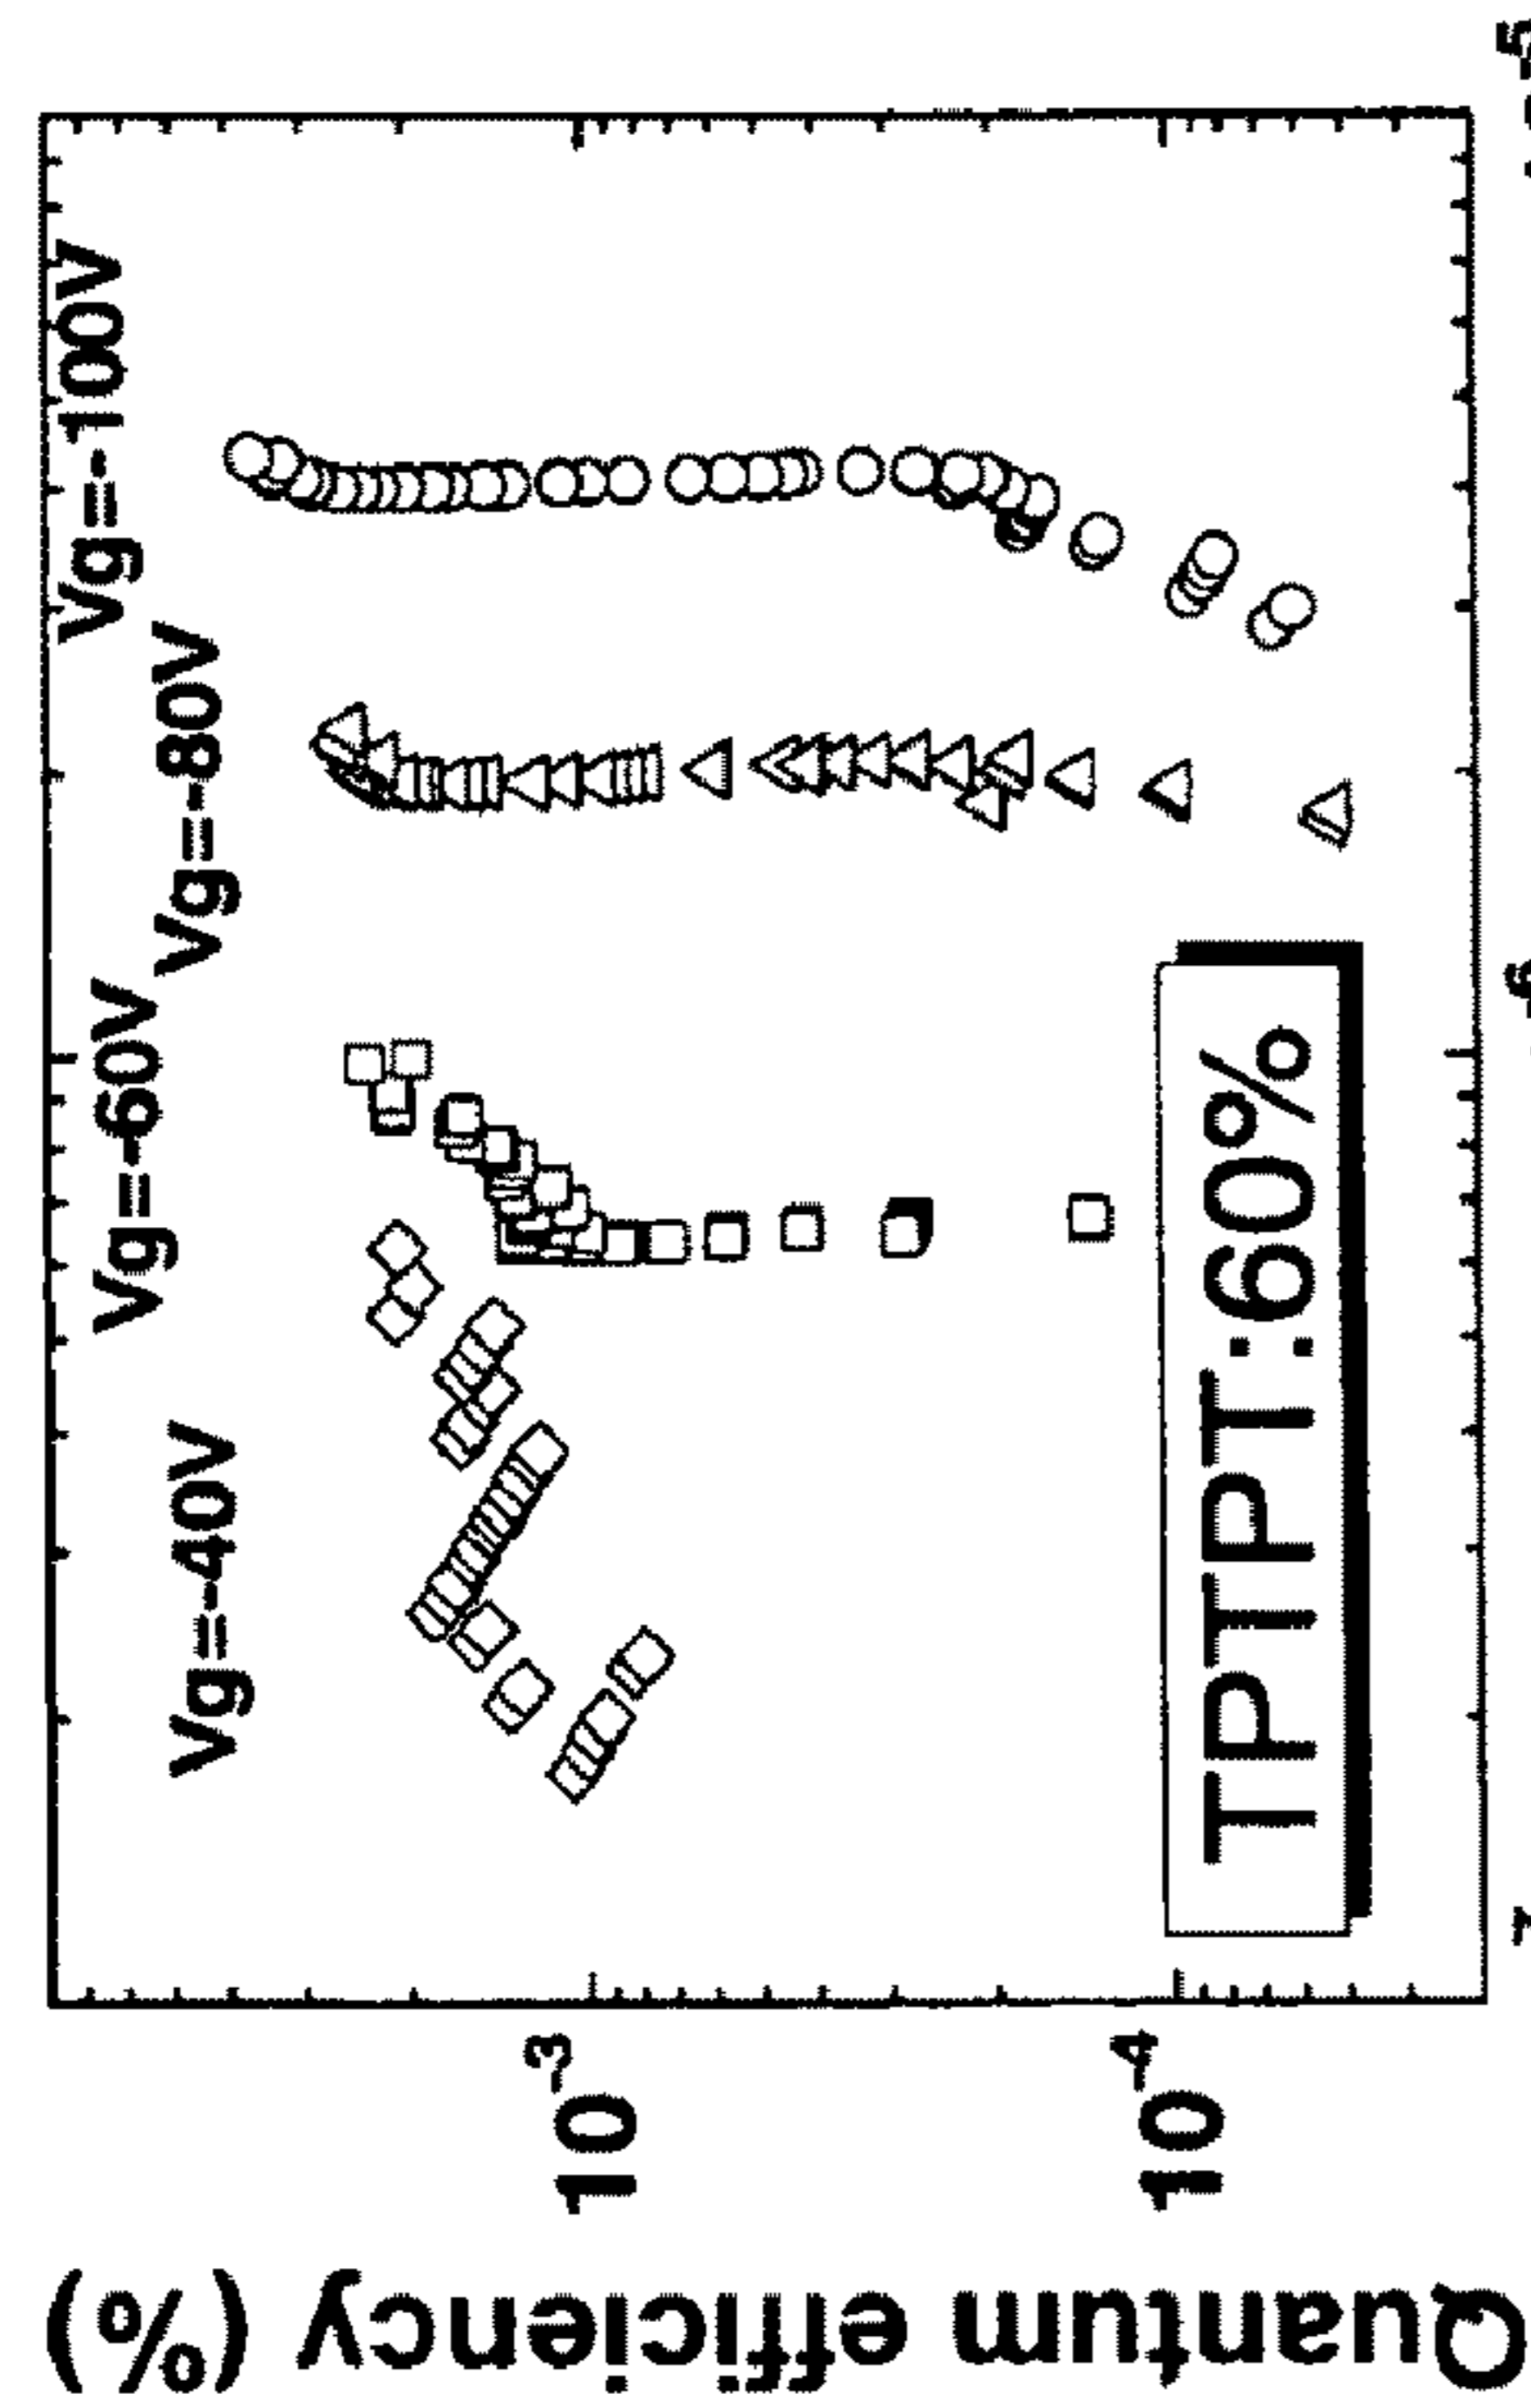 Quantum efficiency (%)
10⁻³
10⁻⁴
Vg=-40V
Vg=-60V
Vg=-80V
Vg=-100V
TPTPT:60%